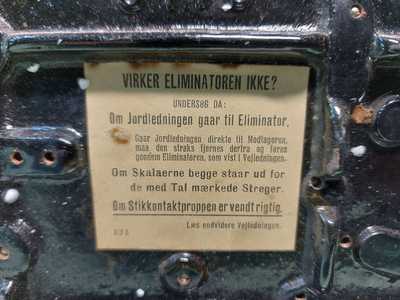 VIRKER ELIMINATOREN IKKE?
UNDERSØG DA:
Om Jordledningen gaar til Eliminator.
Gaar Jordledningen direkte til Modtageren,
maa den straks fjernes derfra og føres
gennem Eliminatoren, som vist i Vejledningen.
Om Skalaerne begge staar ud for
de med Tal mærkede Streger.
Om Stikkontaktproppen er vendt rigtig.
Læs endvidere Vejledningen.